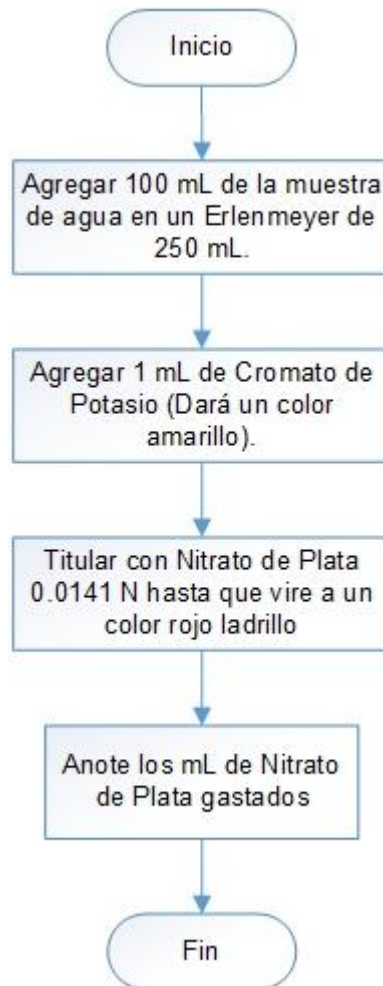 Inicio
Agregar 100 mL de la muestra
de agua en un Erlenmeyer de
250 mL.
Agregar 1 mL de Cromato de
Potasio (Dará un color
amarillo).
Titular con Nitrato de Plata
0.0141 N hasta que vire a un
color rojo ladrillo
Anote los mL de Nitrato
de Plata gastados
Fin